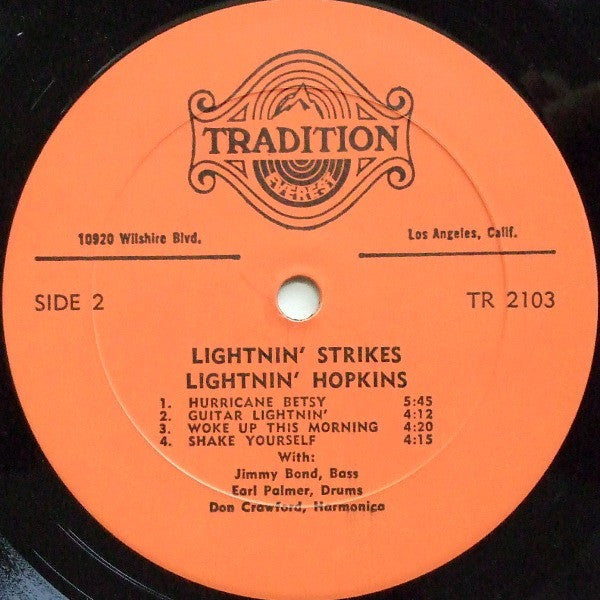 TRADITION
EVEREST
10920 Wilshire Blvd.
Los Angeles, Calif.
SIDE 2
TR 2103
LIGHTNIN' STRIKES
LIGHTNIN' HOPKINS
1. HURRICANE BETSY 5:45
2. GUITAR LIGHTNIN' 4:12
3. WOKE UP THIS MORNING 4:20
4. SHAKE YOURSELF 4:15
With:
Jimmy Bond, Bass
Earl Palmer, Drums
Don Crawford, Harmonica